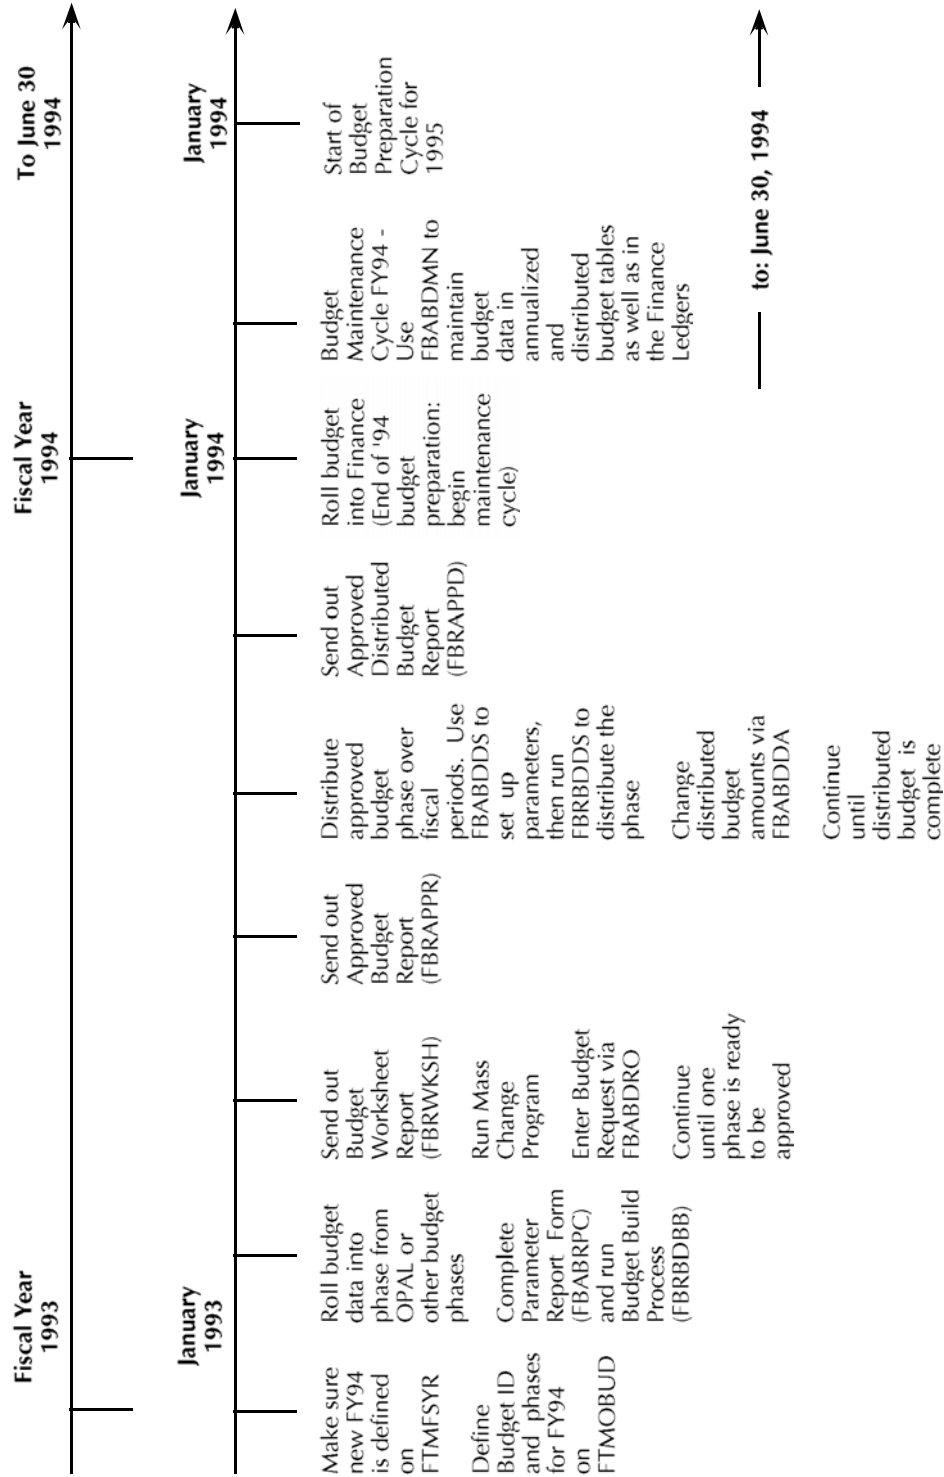 Fiscal Year
1993
Fiscal Year
1994
To June 30
1994
January
1993
January
1994
January
1994
Make sure
new FY94
is defined
on
FTMFSYR
Define
Budget ID
and phases
for FY94
on
FTMOBUD
Roll budget
data into
phase from
OPAL or
other budget
phases
Complete
Parameter
Report Form
(FBABRPC)
and run
Budget Build
Process
(FBRBDBB)
Send out
Budget
Worksheet
Report
(FBRWKSH)
Run Mass
Change
Program
Enter Budget
Request via
FBABDRO
Continue
until one
phase is ready
to be
approved
Send out
Approved
Budget
Report
(FBRAPPR)
Distribute
approved
budget
phase over
fiscal
periods. Use
FBABDDS to
set up
parameters,
then run
FBRBDDS to
distribute the
phase
Change
distributed
budget
amounts via
FBABDDA
Continue
until
distributed
budget is
complete
Send out
Approved
Distributed
Budget
Report
(FBRAPPD)
Roll budget
into Finance
(End of '94
budget
preparation:
begin
maintenance
cycle)
Budget
Maintenance
Cycle FY94 -
Use
FBABDMN to
maintain
budget
data in
annualized
and
distributed
budget tables
as well as in
the Finance
Ledgers
Start of
Budget
Preparation
Cycle for
1995
to: June 30, 1994